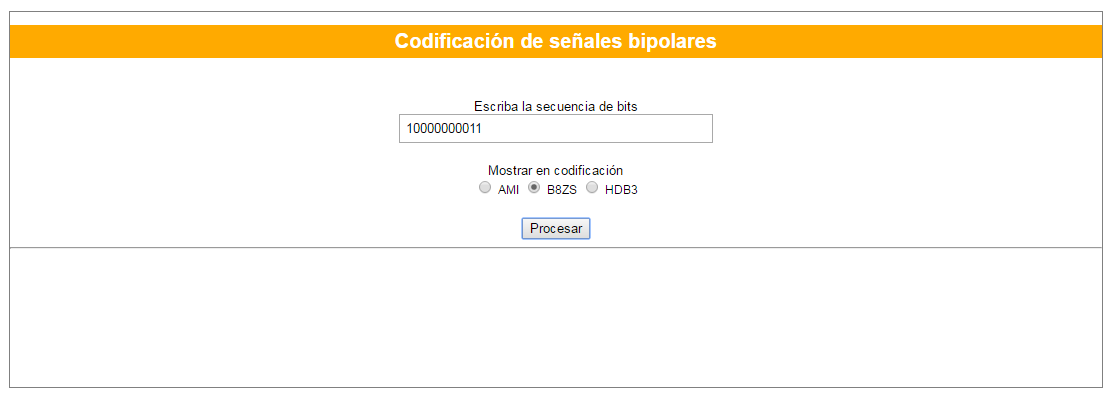 Codificación de señales bipolares
Escriba la secuencia de bits
10000000011
Mostrar en codificación
AMI B8ZS HDB3
Procesar